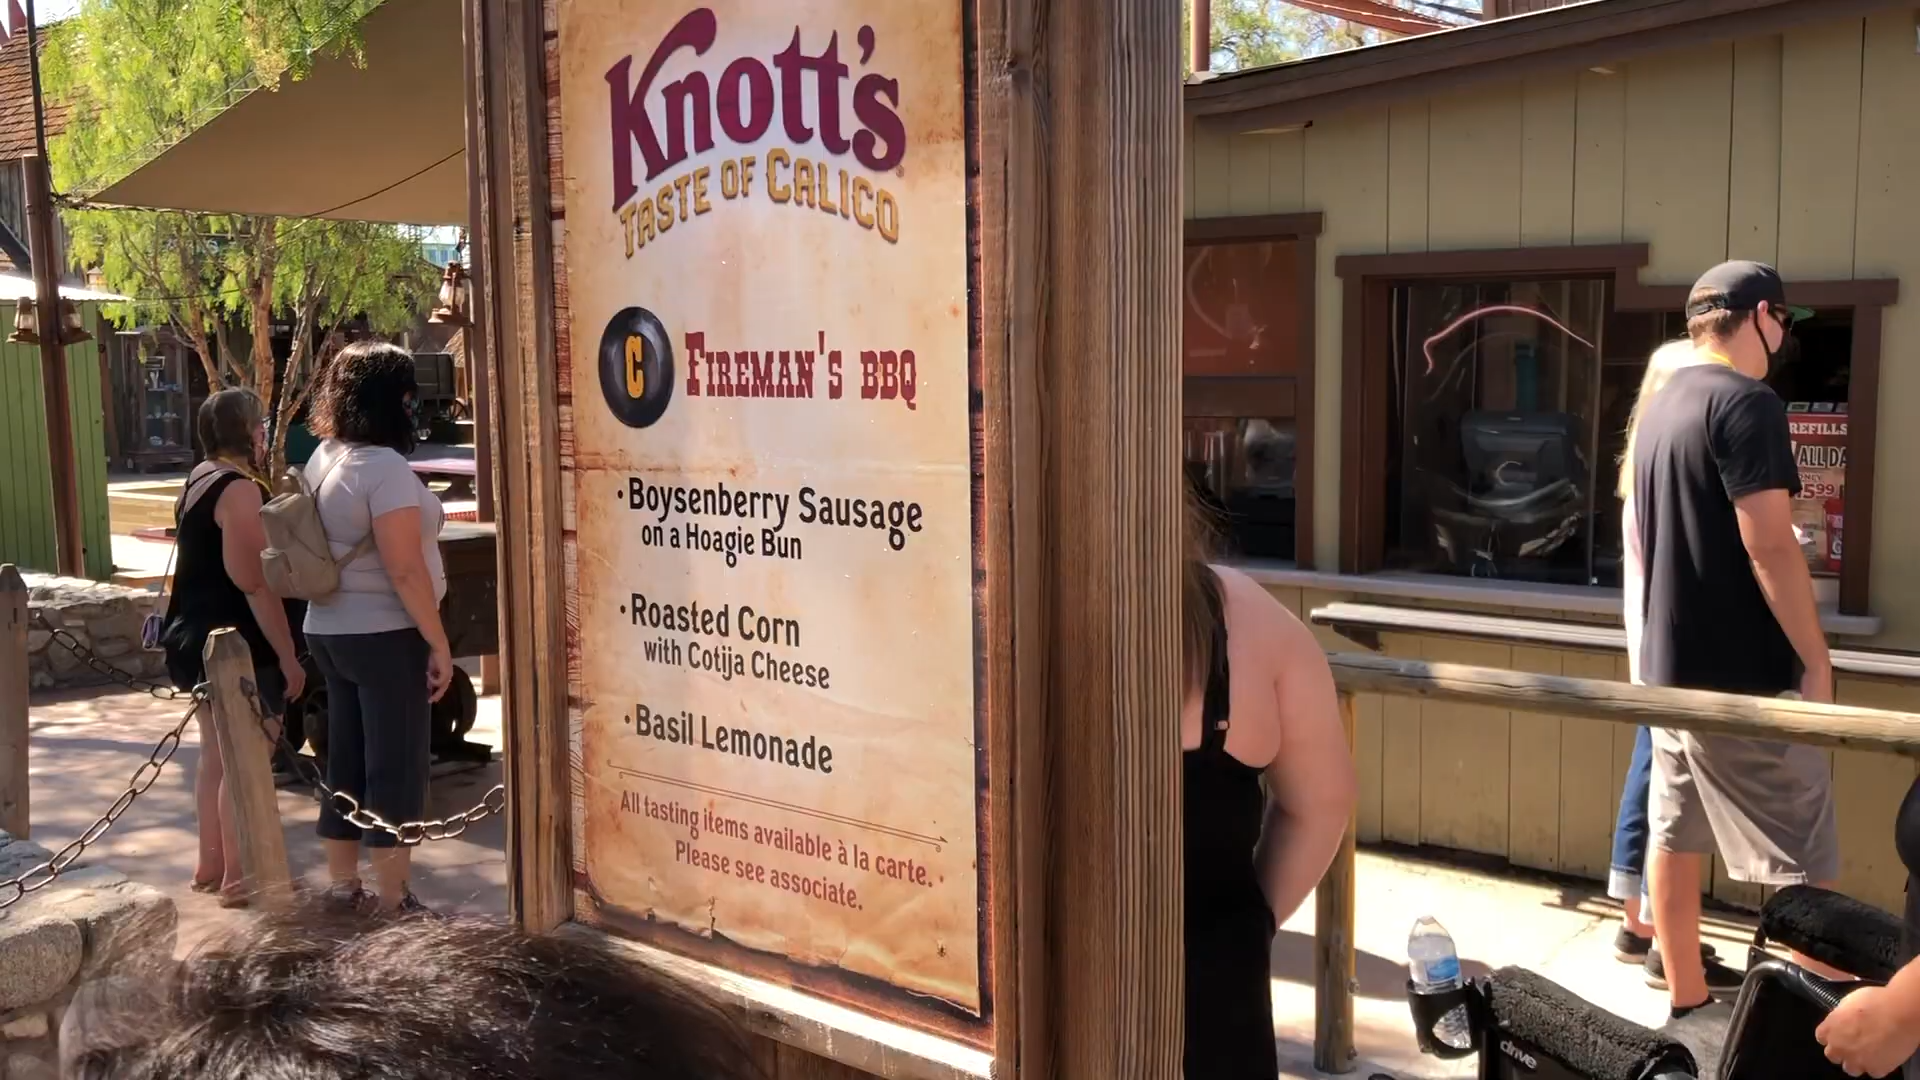 Knott's
TASTE OF CALICO
C FIREMAN'S BBQ
• Boysenberry Sausage
on a Hoagie Bun
• Roasted Corn
with Cotija Cheese
• Basil Lemonade
All tasting items available à la carte.
Please see associate.
REFILLS
ALL DA
99
drive